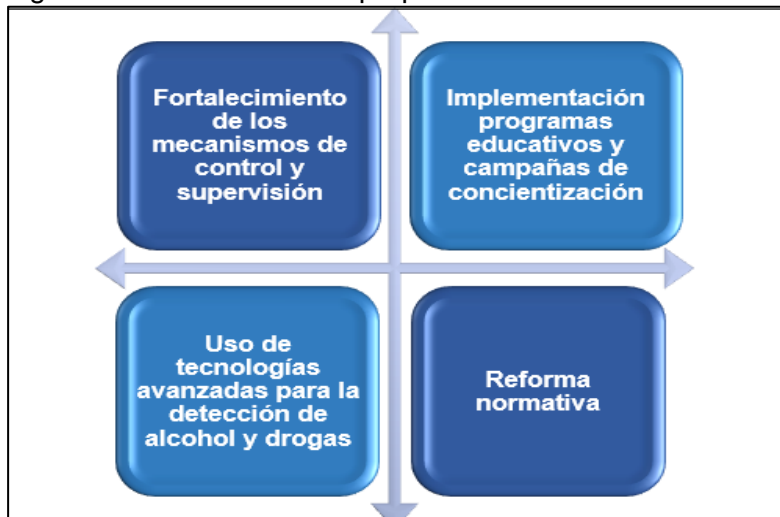 Fortalecimiento
de los
mecanismos de
control y
supervisión
Implementación
programas
educativos y
campañas de
concientización
Uso de
tecnologías
avanzadas para la
detección de
alcohol y drogas
Reforma
normativa